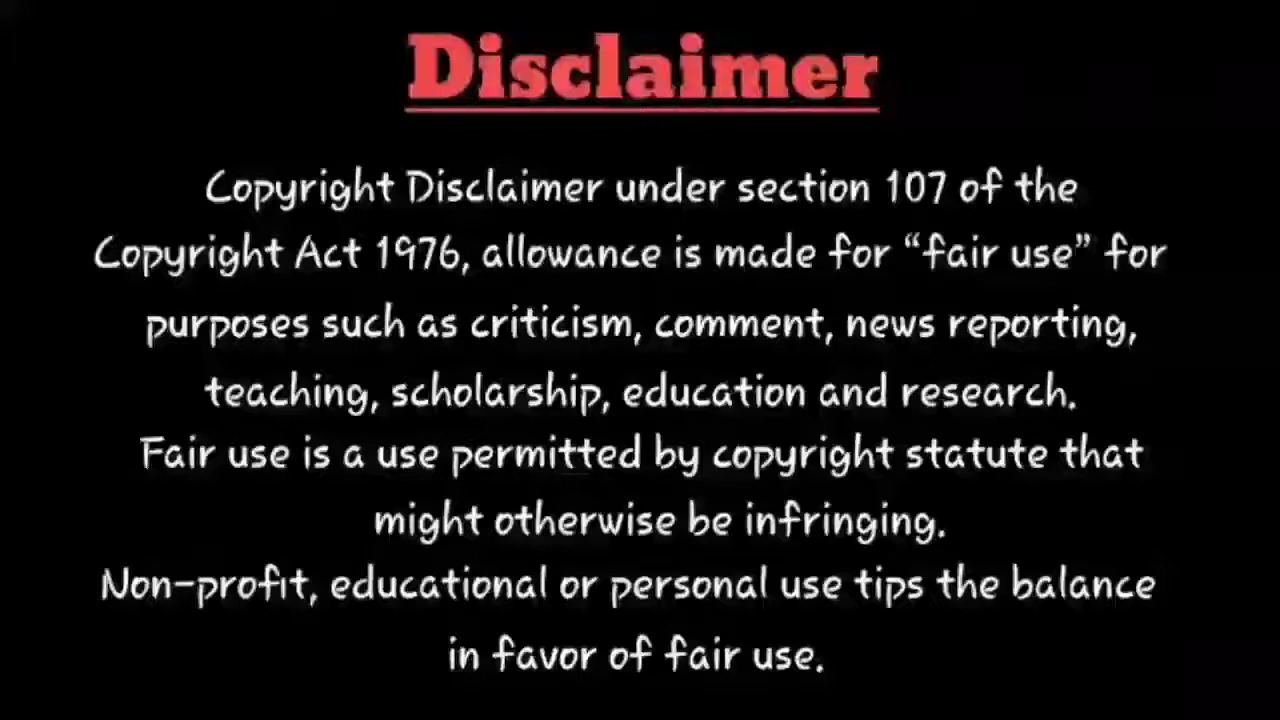 Disclaimer
Copyright Disclaimer under section 107 of the
Copyright Act 1976, allowance is made for “fair use” for
purposes such as criticism, comment, news reporting,
teaching, scholarship, education and research.
Fair use is a use permitted by copyright statute that
might otherwise be infringing.
Non-profit, educational or personal use tips the balance
in favor of fair use.